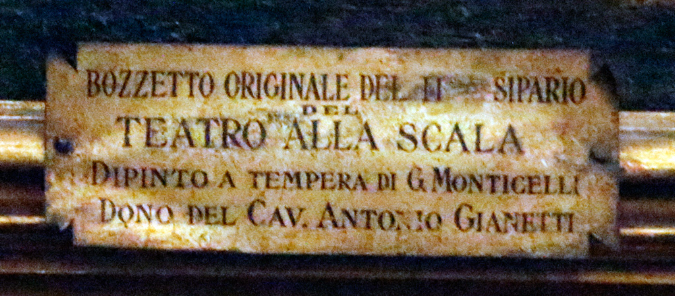 BOZZETTO ORIGINALE DEL II SIPARIO
DEL
TEATRO ALLA SCALA
DIPINTO A TEMPERA DI G. MONTICELLI
DONO DEL CAV. ANTONIO GIANETTI